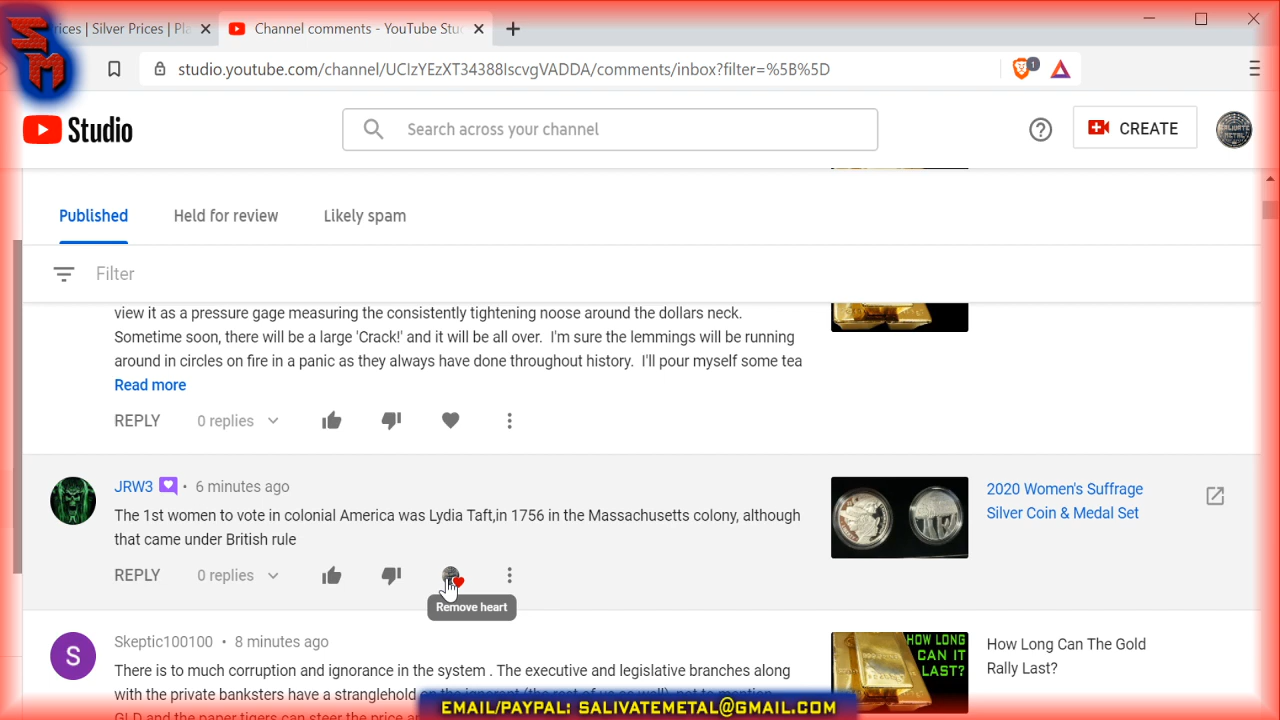 SM
rices | Silver Prices | Pla
Channel comments - YouTube Stu
studio.youtube.com/channel/UCIzYEzXT34388IscvgVADDA/comments/inbox?filter=%5B%5D
1
Studio
Search across your channel
CREATE
Published
Held for review
Likely spam
Filter
view it as a pressure gage measuring the consistently tightening noose around the dollars neck.
Sometime soon, there will be a large 'Crack!' and it will be all over. I'm sure the lemmings will be running
around in circles on fire in a panic as they always have done throughout history. I'll pour myself some tea
Read more
REPLY 0 replies
JRW3 • 6 minutes ago
The 1st women to vote in colonial America was Lydia Taft,in 1756 in the Massachusetts colony, although
that came under British rule
2020 Women's Suffrage
Silver Coin & Medal Set
REPLY 0 replies
Remove heart
S
Skeptic100100 • 8 minutes ago
There is to much corruption and ignorance in the system . The executive and legislative branches along
with the private banksters have a stranglehold
HOW LONG
CAN IT
LAST?
How Long Can The Gold
Rally Last?
EMAIL/PAYPAL: SALIVATEMETAL@GMAIL.COM